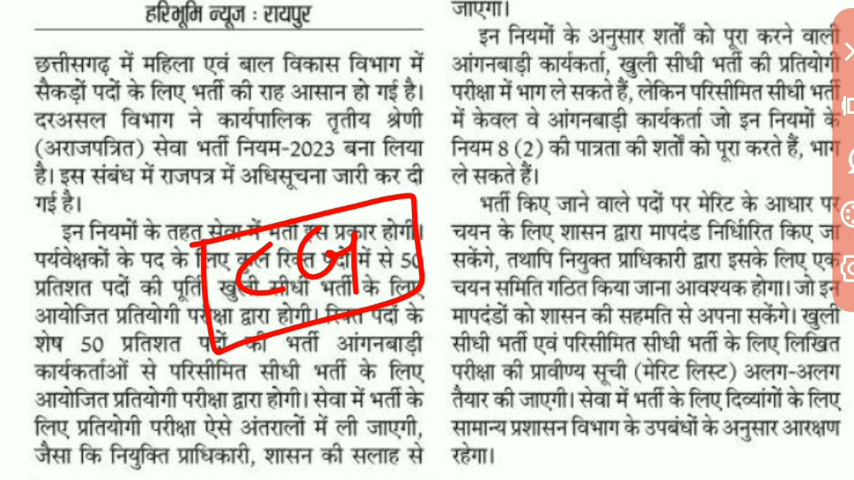 हरिभूमि न्यूज : रायपुर
छत्तीसगढ़ में महिला एवं बाल विकास विभाग में
सैकड़ों पदों के लिए भर्ती की राह आसान हो गई है।
दरअसल विभाग ने कार्यपालिक तृतीय श्रेणी
(अराजपत्रित) सेवा भर्ती नियम-2023 बना लिया
है। इस संबंध में राजपत्र में अधिसूचना जारी कर दी
गई है।
इन नियमों के तहत सेवा में भर्ती इस प्रकार होगी।
पर्यवेक्षकों के पद के लिए कुल रिक्त पदों में से 50
प्रतिशत पदों की पूर्ति खुली सीधी भर्ती के लिए
आयोजित प्रतियोगी परीक्षा द्वारा होगी। रिक्त पदों के
शेष 50 प्रतिशत पदों की भर्ती आंगनबाड़ी
कार्यकर्ताओं से परिसीमित सीधी भर्ती के लिए
आयोजित प्रतियोगी परीक्षा द्वारा होगी। सेवा में भर्ती के
लिए प्रतियोगी परीक्षा ऐसे अंतरालों में ली जाएगी,
जैसा कि नियुक्ति प्राधिकारी, शासन की सलाह से
CG
जाएगा।
इन नियमों के अनुसार शर्तों को पूरा करने वाली
आंगनबाड़ी कार्यकर्ता, खुली सीधी भर्ती की प्रतियोगी
परीक्षा में भाग ले सकते हैं, लेकिन परिसीमित सीधी भर्ती
में केवल वे आंगनबाड़ी कार्यकर्ता जो इन नियमों के
नियम 8 (2) की पात्रता की शर्तों को पूरा करते हैं, भाग
ले सकते हैं।
भर्ती किए जाने वाले पदों पर मेरिट के आधार पर
चयन के लिए शासन द्वारा मापदंड निर्धारित किए जा
सकेंगे, तथापि नियुक्त प्राधिकारी द्वारा इसके लिए एक
चयन समिति गठित किया जाना आवश्यक होगा। जो इन
मापदंडों को शासन की सहमति से अपना सकेंगे। खुली
सीधी भर्ती एवं परिसीमित सीधी भर्ती के लिए लिखित
परीक्षा की प्रावीण्य सूची (मेरिट लिस्ट) अलग-अलग
तैयार की जाएगी। सेवा में भर्ती के लिए दिव्यांगों के लिए
सामान्य प्रशासन विभाग के उपबंधों के अनुसार आरक्षण
रहेगा।